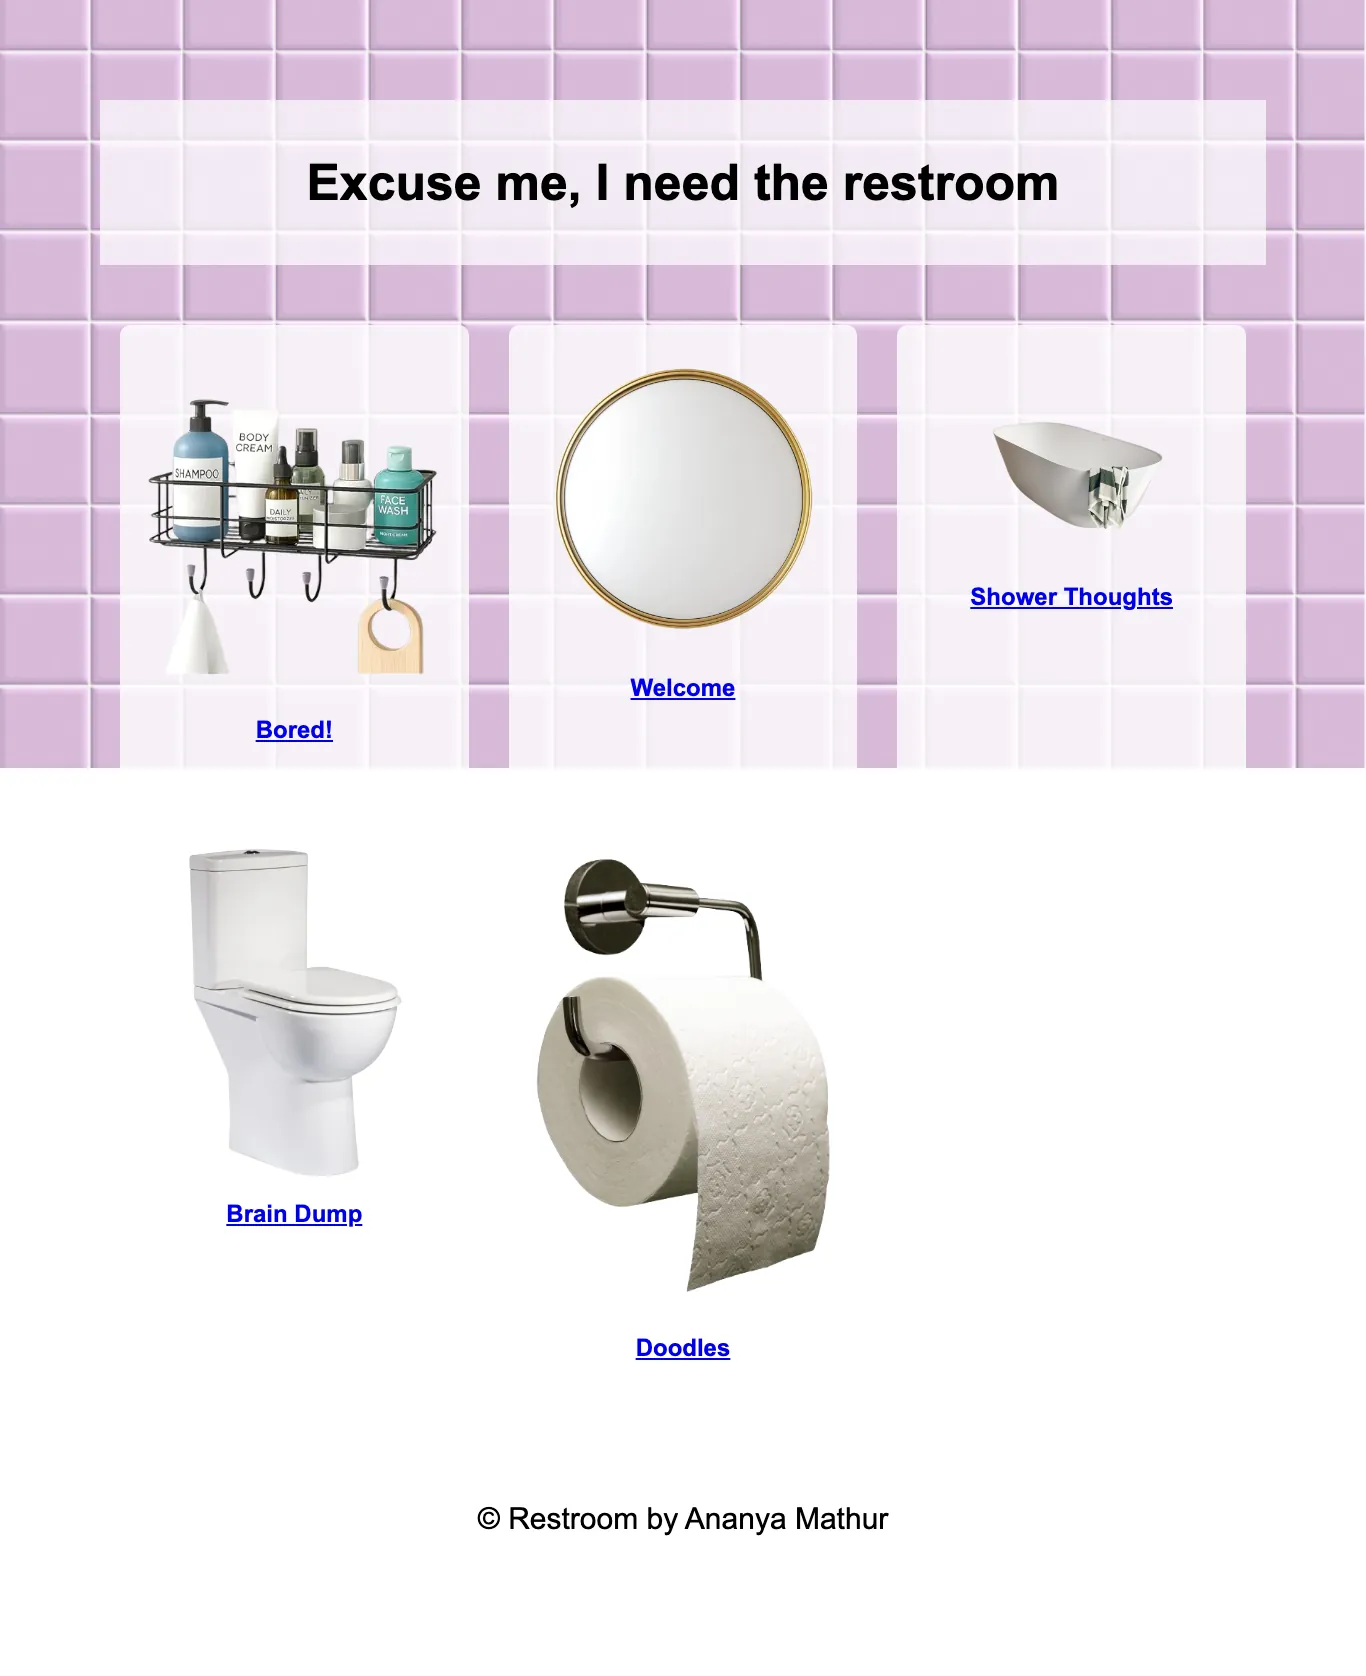 Excuse me, I need the restroom
SHAMPOO
BODY
CREAM
DAILY
FACE
WASH
Bored!
Welcome
Shower Thoughts
Brain Dump
Doodles
© Restroom by Ananya Mathur